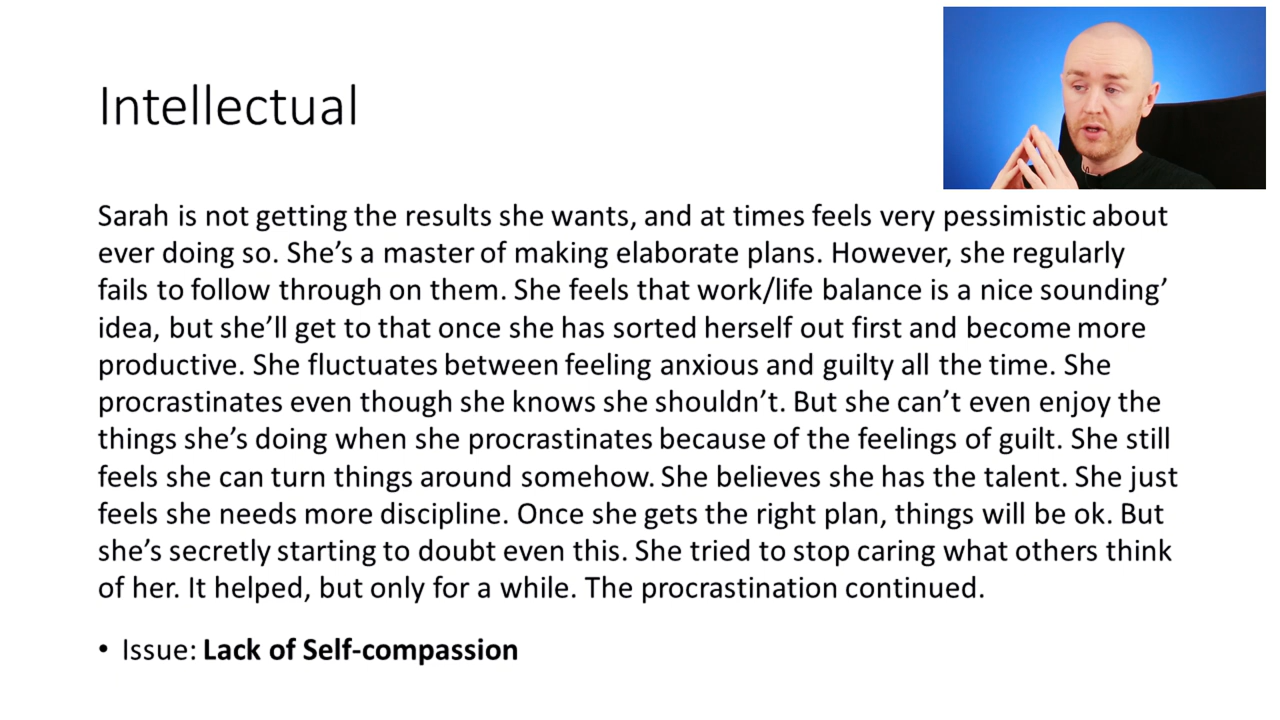 Intellectual
Sarah is not getting the results she wants, and at times feels very pessimistic about
ever doing so. She’s a master of making elaborate plans. However, she regularly
fails to follow through on them. She feels that work/life balance is a nice sounding’
idea, but she’ll get to that once she has sorted herself out first and become more
productive. She fluctuates between feeling anxious and guilty all the time. She
procrastinates even though she knows she shouldn’t. But she can’t even enjoy the
things she’s doing when she procrastinates because of the feelings of guilt. She still
feels she can turn things around somehow. She believes she has the talent. She just
feels she needs more discipline. Once she gets the right plan, things will be ok. But
she’s secretly starting to doubt even this. She tried to stop caring what others think
of her. It helped, but only for a while. The procrastination continued.
• Issue: Lack of Self-compassion